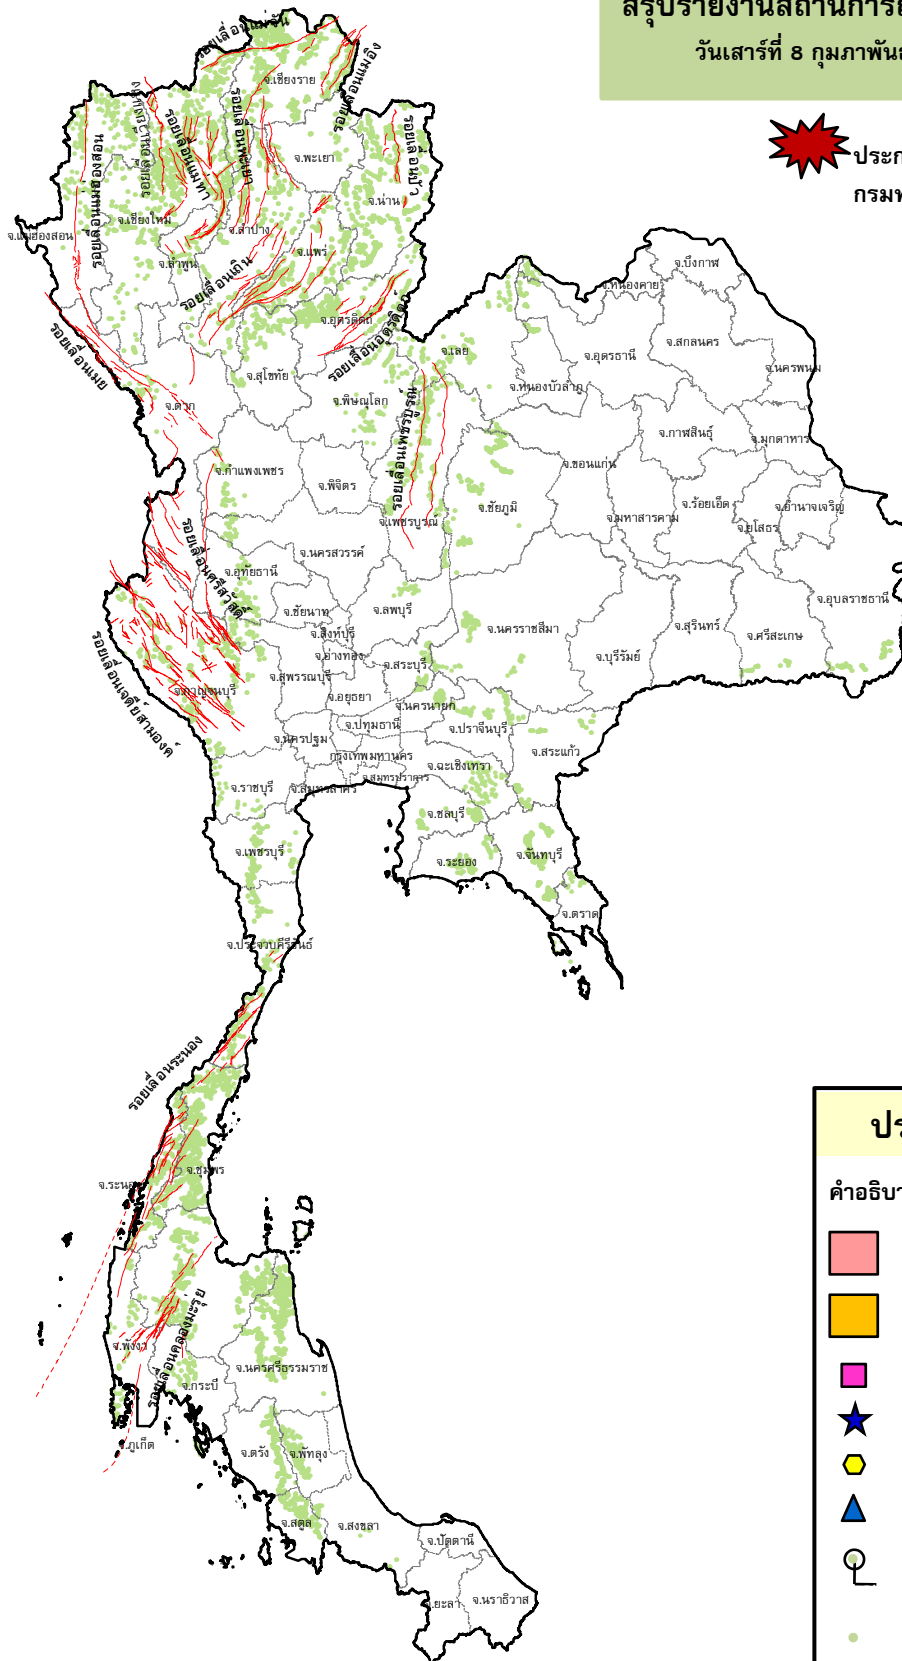 สรุปรายงานสถานการณ์
วันเสาร์ที่ 8 กุมภาพัน
ประก
กรมท
รอยเลื่อนแม่จัน
รอยเลื่อนแม่อิง
จ.เชียงราย
รอยเลื่อนแม่ฮ่องสอน
รอยเลื่อนแม่ทา
รอยเลื่อนพะเยา
รอยเลื่อนปัว
จ.พะเยา
จ.น่าน
จ.เชียงใหม่
จ.แม่ฮ่องสอน
จ.ลำปาง
จ.แพร่
จ.ลำพูน
รอยเลื่อนเถิน
จ.บึงกาฬ
จ.หนองคาย
รอยเลื่อนเมย
จ.อุตรดิตถ์
รอยเลื่อนอุตรดิตถ์
จ.เลย
จ.อุดรธานี
จ.สกลนคร
จ.นครพนม
จ.สุโขทัย
จ.หนองบัวลำภู
จ.ตาก
จ.พิษณุโลก
รอยเลื่อนเพชรบูรณ์
จ.กาฬสินธุ์
จ.มุกดาหาร
จ.กำแพงเพชร
จ.พิจิตร
จ.ขอนแก่น
จ.ชัยภูมิ
จ.ร้อยเอ็ด
จ.อำนาจเจริญ
จ.เพชรบูรณ์
จ.มหาสารคาม
จ.ยโสธร
รอยเลื่อนศรีสวัสดิ์
จ.นครสวรรค์
จ.อุทัยธานี
จ.ชัยนาท
จ.ลพบุรี
จ.นครราชสีมา
จ.อุบลราชธานี
จ.สุรินทร์
จ.ศรีสะเกษ
จ.สิงห์บุรี
จ.อ่างทอง
จ.สระบุรี
จ.บุรีรัมย์
รอยเลื่อนเจดีย์สามองค์
จ.กาญจนบุรี
จ.สุพรรณบุรี
จ.อยุธยา
จ.นครนายก
จ.ปทุมธานี
จ.ปราจีนบุรี
จ.นครปฐม
กรุงเทพมหานคร
จ.สระแก้ว
จ.ฉะเชิงเทรา
จ.สมทรปราการ
จ.ราชบุรี
จ.สมุทรสาคร
จ.ชลบุรี
จ.เพชรบุรี
จ.ระยอง
จ.จันทบุรี
จ.ตราด
จ.ประจวบคีรีขันธ์
รอยเลื่อนระนอง
จ.ชุมพร
จ.ระนอง
ปร
คำอธิบา
รอยเลื่อนคลองมะรุ่ย
จ.พังงา
จ.นครศรีธรรมราช
จ.กระบี่
จ.ภูเก็ต
จ.ตรัง
จ.พัทลุง
จ.สตูล
จ.สงขลา
จ.ปัตตานี
จ.ยะลา
จ.นราธิวาส